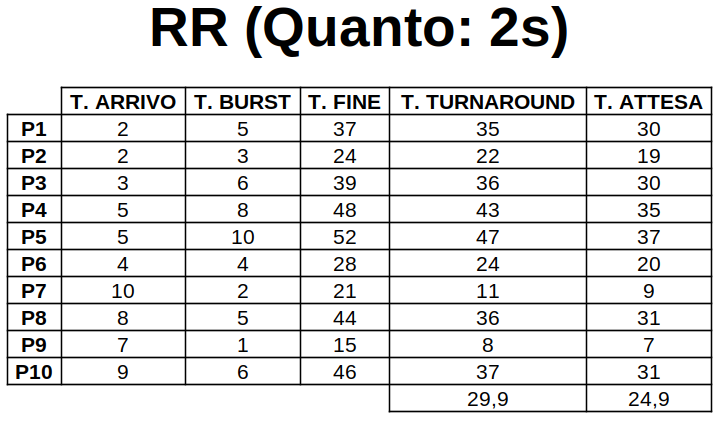 RR (Quanto: 2s)
T. ARRIVO T. BURST T. FINE T. TURNAROUND T. ATTESA
P1 2 5 37 35 30
P2 2 3 24 22 19
P3 3 6 39 36 30
P4 5 8 48 43 35
P5 5 10 52 47 37
P6 4 4 28 24 20
P7 10 2 21 11 9
P8 8 5 44 36 31
P9 7 1 15 8 7
P10 9 6 46 37 31
29,9 24,9